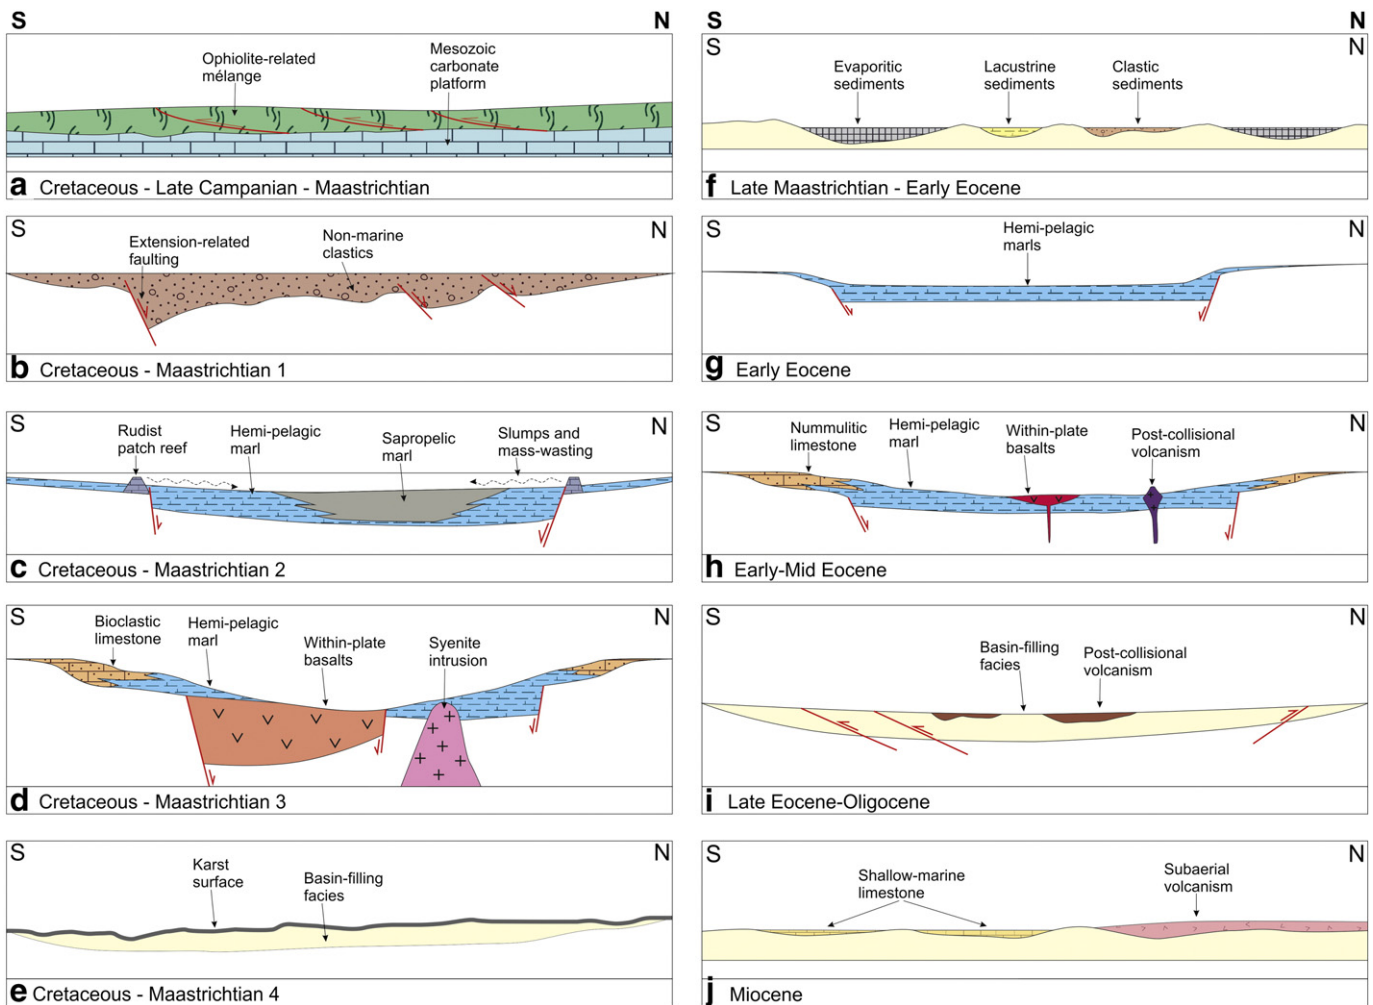 S N
Ophiolite-related
mélange
Mesozoic
carbonate
platform
a Cretaceous - Late Campanian - Maastrichtian
S N
Extension-related
faulting
Non-marine
clastics
b Cretaceous - Maastrichtian 1
S N
Rudist
patch reef
Hemi-pelagic
marl
Sapropelic
marl
Slumps and
mass-wasting
c Cretaceous - Maastrichtian 2
S N
Bioclastic
limestone
Hemi-pelagic
marl
Within-plate
basalts
Syenite
intrusion
d Cretaceous - Maastrichtian 3
S N
Karst
surface
Basin-filling
facies
e Cretaceous - Maastrichtian 4
S N
S N
Evaporitic
sediments
Lacustrine
sediments
Clastic
sediments
f Late Maastrichtian - Early Eocene
S N
Hemi-pelagic
marls
g Early Eocene
S N
Nummulitic
limestone
Hemi-pelagic
marl
Within-plate
basalts
Post-collisional
volcanism
h Early-Mid Eocene
S N
Basin-filling
facies
Post-collisional
volcanism
i Late Eocene-Oligocene
S N
Shallow-marine
limestone
Subaerial
volcanism
j Miocene